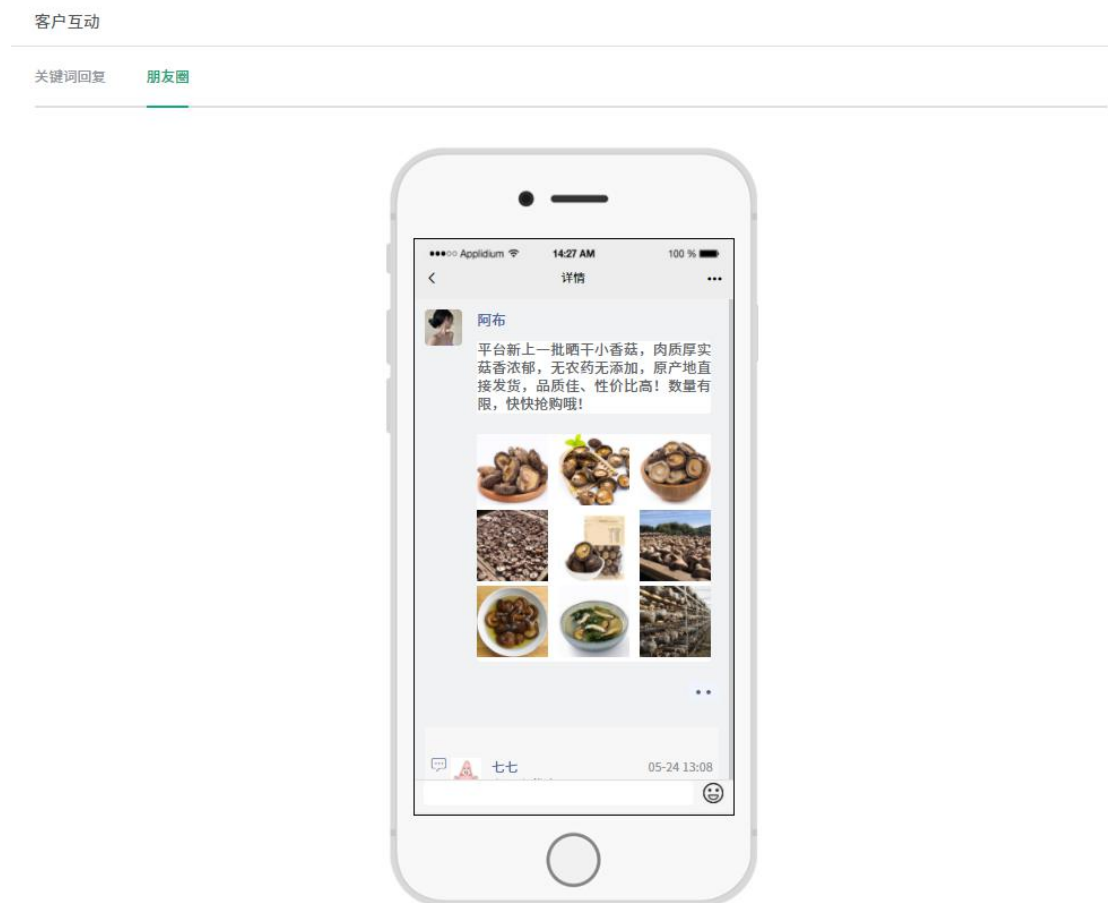 客户互动
关键词回复 朋友圈
Applidium 14:27 AM 100 %
详情
阿布
平台新上一批晒干小香菇，肉质厚实
菇香浓郁，无农药无添加，原产地直
接发货，品质佳、性价比高！数量有
限，快快抢购哦！
七七 05-24 13:08